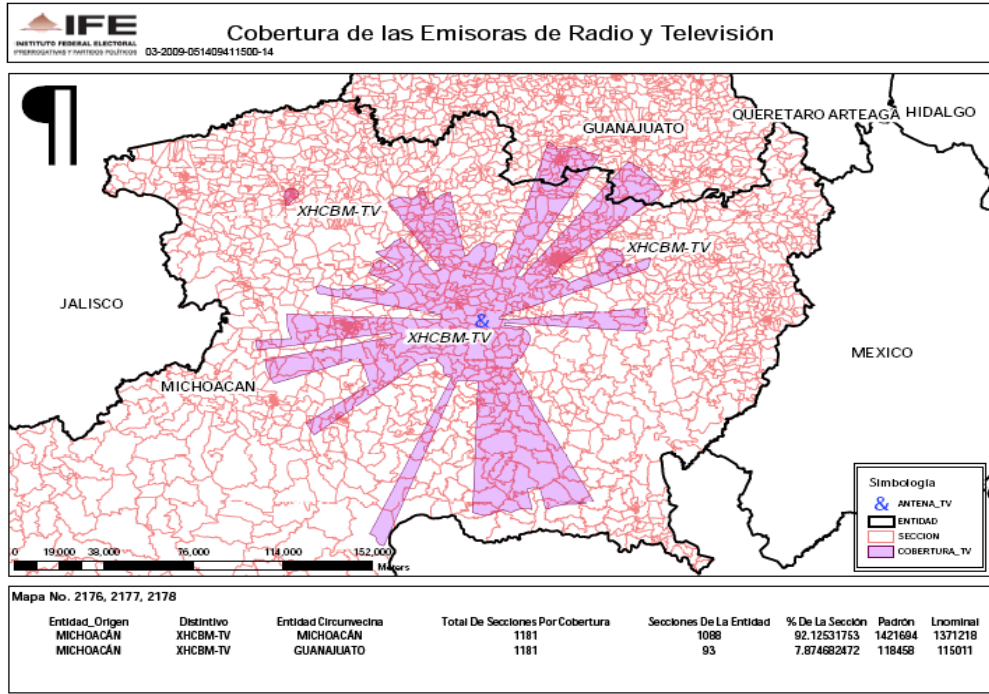 IFE
INSTITUTO FEDERAL ELECTORAL
PRERROGATIVAS Y PARTIDOS POLÍTICOS
03-2009-051409411500-14
Cobertura de las Emisoras de Radio y Televisión
¶
GUANAJUATO
QUERETARO ARTEAGA
HIDALGO
XHCBM-TV
XHCBM-TV
JALISCO
&
XHCBM-TV
MEXICO
MICHOACAN
Simbología
& ANTENA_TV
ENTIDAD
SECCION
COBERTURA_TV
0 19,000 38,000 76,000 114,000 152,000
Meters
Mapa No. 2176, 2177, 2178
Entidad_Origen Distintivo Entidad Circunvecina Total De Secciones Por Cobertura Secciones De La Entidad % De La Sección Padrón Lnominal
MICHOACÁN XHCBM-TV MICHOACÁN 1181 1088 92.12531753 1421694 1371218
MICHOACÁN XHCBM-TV GUANAJUATO 1181 93 7.874682472 118458 115011